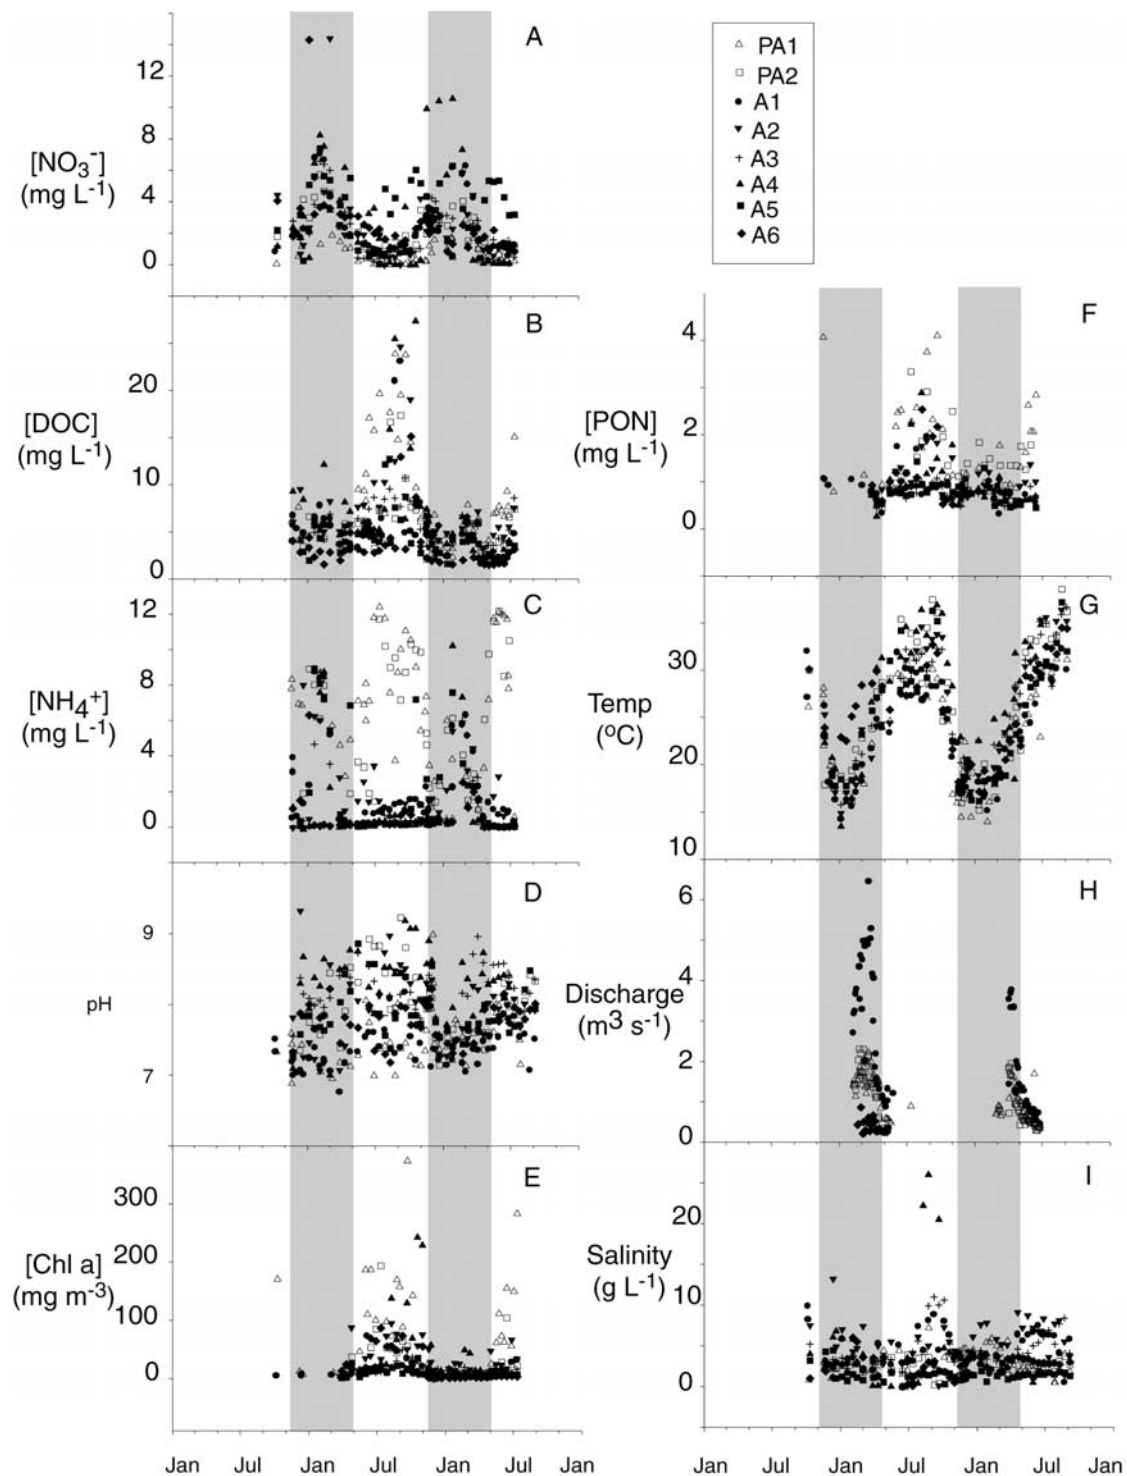 A
12
8
4
0
[NO3-]
(mg L-1)
PA1
PA2
A1
A2
A3
A4
A5
A6
B
20
10
0
[DOC]
(mg L-1)
F
4
2
0
[PON]
(mg L-1)
C
12
8
4
0
[NH4+]
(mg L-1)
G
30
20
10
Temp
(oC)
D
9
7
pH
H
6
4
2
0
Discharge
(m3 s-1)
E
300
200
100
0
[Chl a]
(mg m-3)
I
20
10
0
Salinity
(g L-1)
Jan Jul Jan Jul Jan Jul Jan
Jan Jul Jan Jul Jan Jul Jan